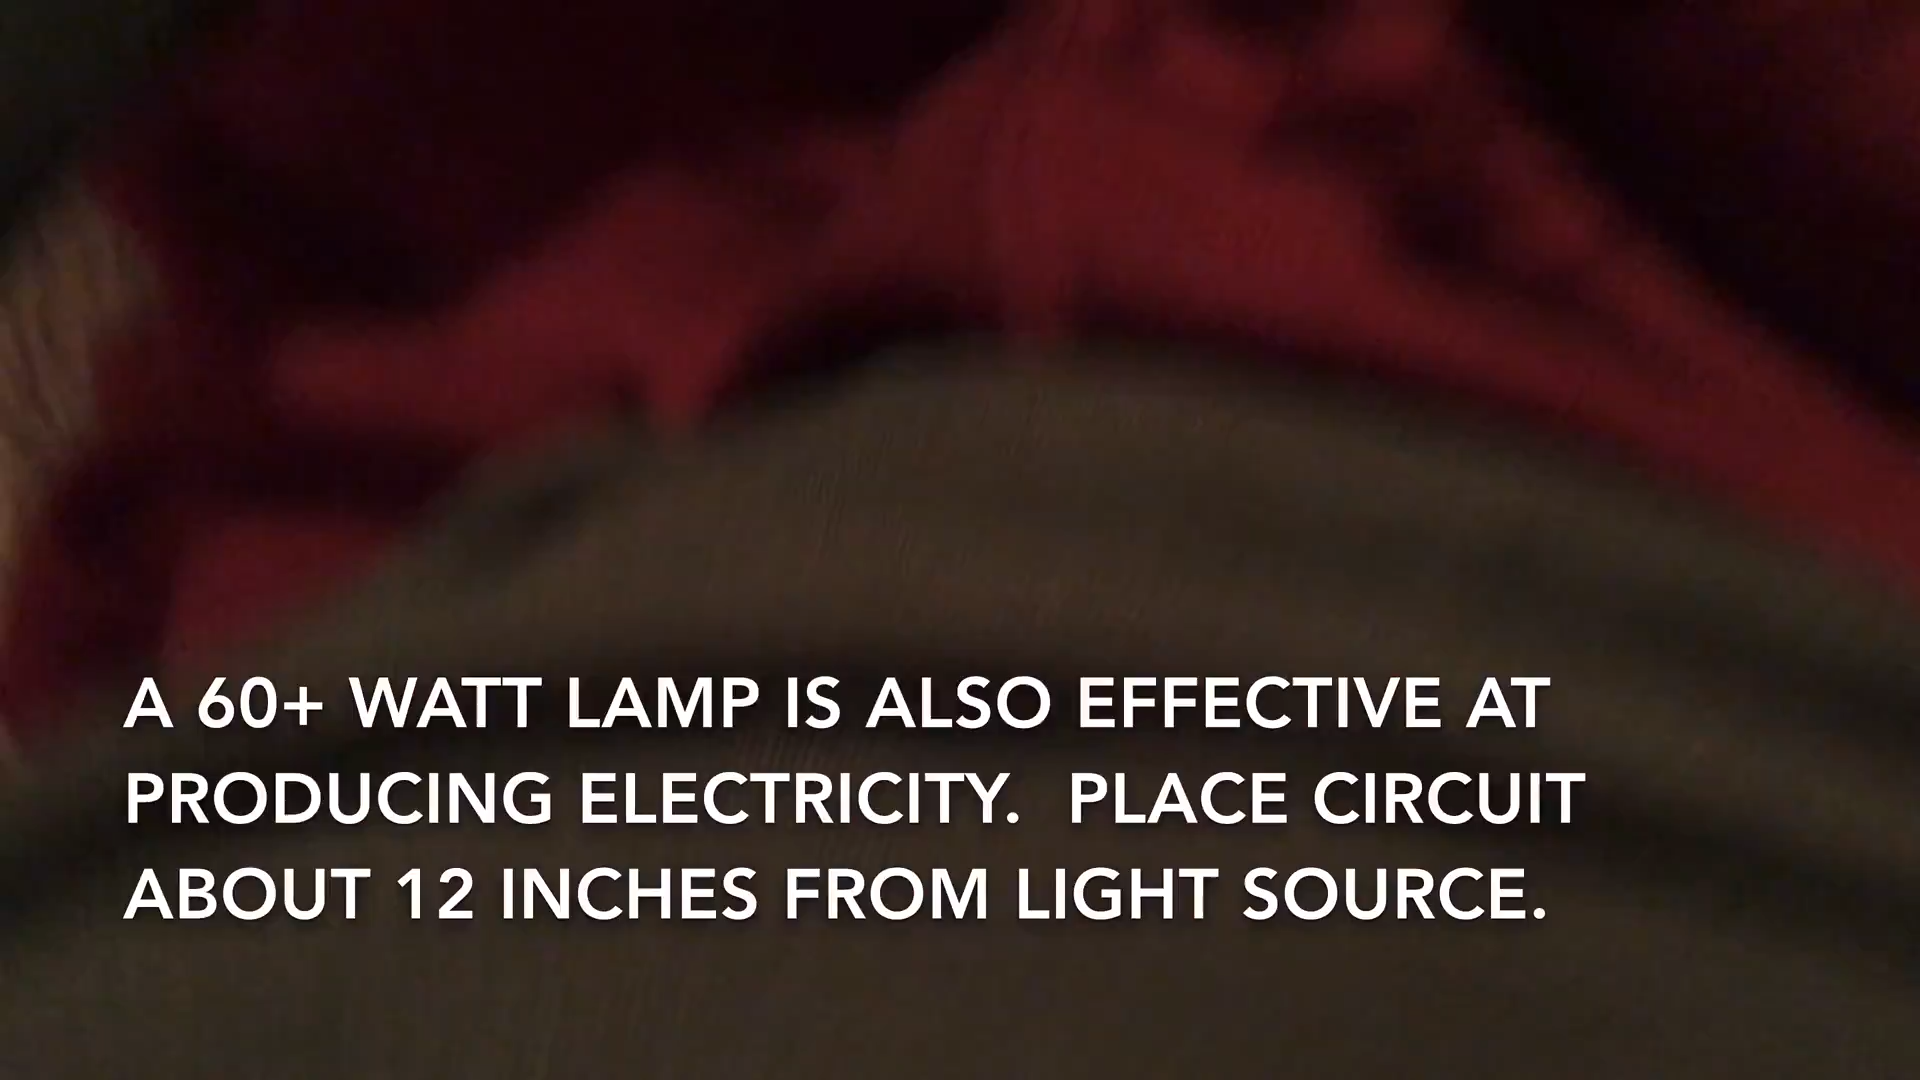 A 60+ WATT LAMP IS ALSO EFFECTIVE AT
PRODUCING ELECTRICITY.  PLACE CIRCUIT
ABOUT 12 INCHES FROM LIGHT SOURCE.